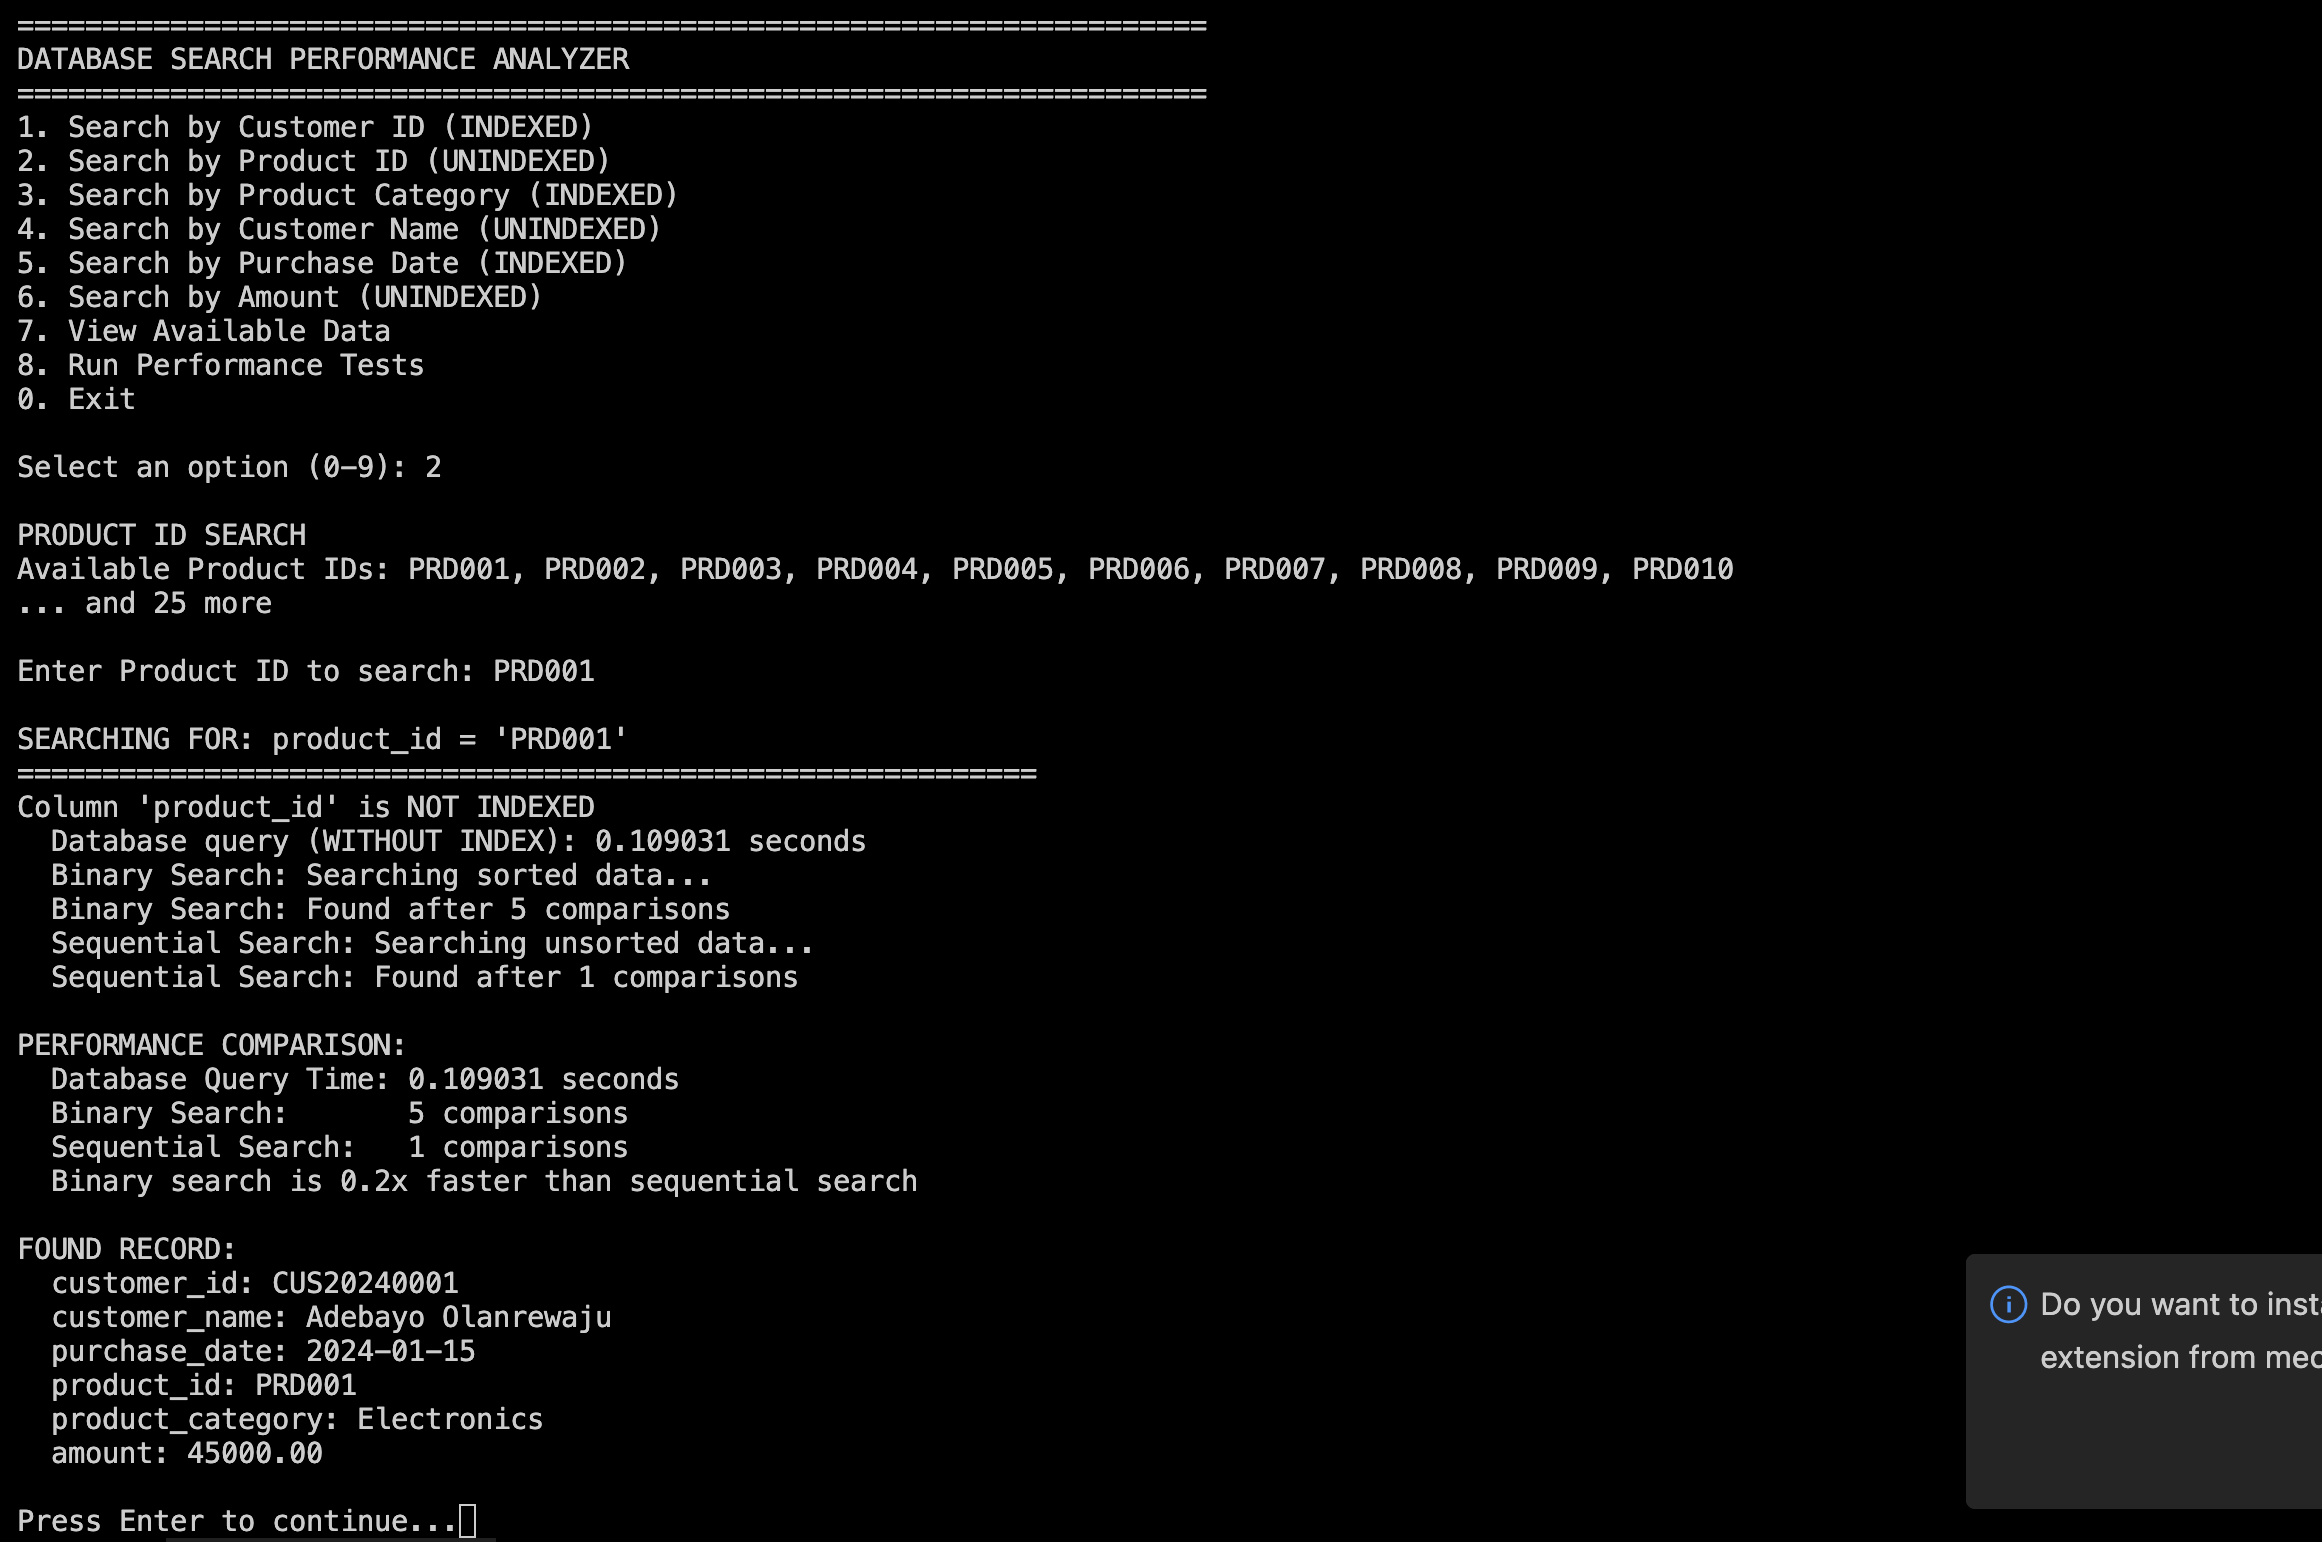 ======================================================================
DATABASE SEARCH PERFORMANCE ANALYZER
======================================================================
1. Search by Customer ID (INDEXED)
2. Search by Product ID (UNINDEXED)
3. Search by Product Category (INDEXED)
4. Search by Customer Name (UNINDEXED)
5. Search by Purchase Date (INDEXED)
6. Search by Amount (UNINDEXED)
7. View Available Data
8. Run Performance Tests
0. Exit

Select an option (0-9): 2

PRODUCT ID SEARCH
Available Product IDs: PRD001, PRD002, PRD003, PRD004, PRD005, PRD006, PRD007, PRD008, PRD009, PRD010
... and 25 more

Enter Product ID to search: PRD001

SEARCHING FOR: product_id = 'PRD001'
============================================================
Column 'product_id' is NOT INDEXED
  Database query (WITHOUT INDEX): 0.109031 seconds
  Binary Search: Searching sorted data...
  Binary Search: Found after 5 comparisons
  Sequential Search: Searching unsorted data...
  Sequential Search: Found after 1 comparisons

PERFORMANCE COMPARISON:
  Database Query Time: 0.109031 seconds
  Binary Search:       5 comparisons
  Sequential Search:   1 comparisons
  Binary search is 0.2x faster than sequential search

FOUND RECORD:
  customer_id: CUS20240001
  customer_name: Adebayo Olanrewaju
  purchase_date: 2024-01-15
  product_id: PRD001
  product_category: Electronics
  amount: 45000.00

Press Enter to continue...
Do you want to
extension from